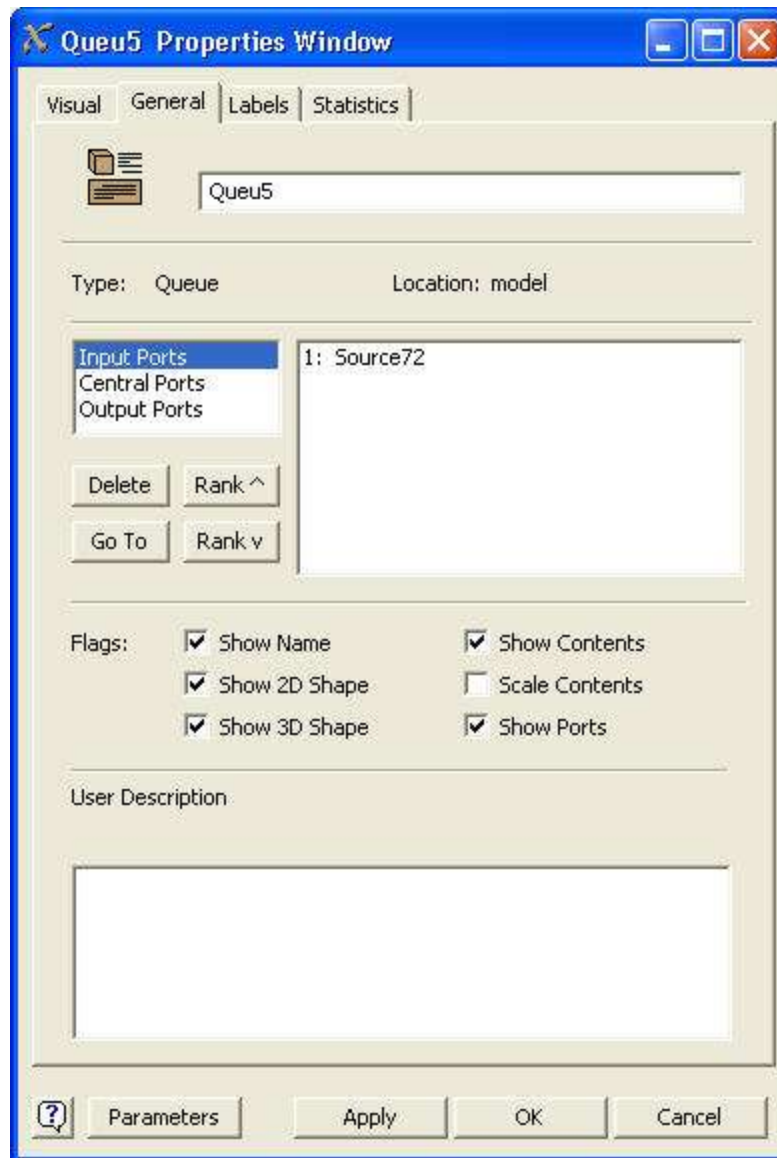 Queu5 Properties Window
Visual General Labels Statistics
Queu5
Type: Queue Location: model
Input Ports
Central Ports
Output Ports
1: Source72
Delete Rank ^
Go To Rank v
Flags: Show Name Show Contents
Show 2D Shape Scale Contents
Show 3D Shape Show Ports
User Description
? Parameters Apply OK Cancel